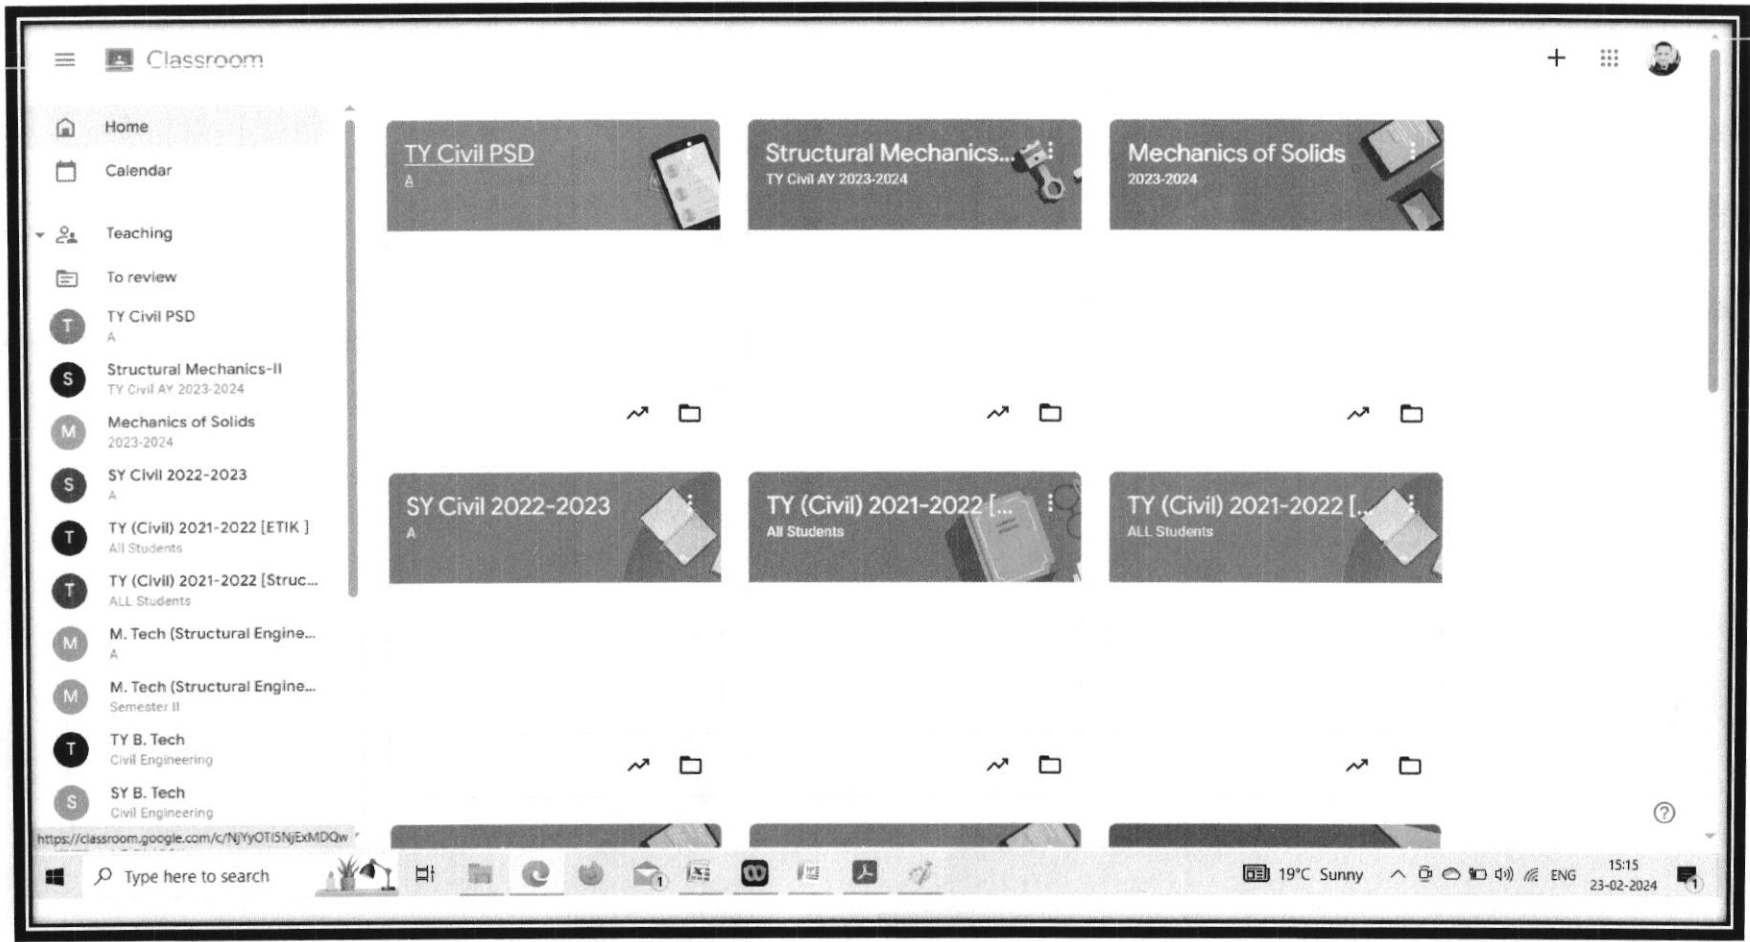 Classroom
Home
Calendar
Teaching
To review
T
TY Civil PSD
A
S
Structural Mechanics-II
TY Civil AY 2023-2024
M
Mechanics of Solids
2023-2024
S
SY Civil 2022-2023
A
T
TY (Civil) 2021-2022 [ETIK ]
All Students
T
TY (Civil) 2021-2022 [Struc...
ALL Students
M
M. Tech (Structural Engine...
A
M
M. Tech (Structural Engine...
Semester II
T
TY B. Tech
Civil Engineering
S
SY B. Tech
Civil Engineering
TY Civil PSD
A
Structural Mechanics...
TY Civil AY 2023-2024
Mechanics of Solids
2023-2024
SY Civil 2022-2023
A
TY (Civil) 2021-2022 [...
All Students
TY (Civil) 2021-2022 [...
ALL Students
Type here to search
1
19°C Sunny
ENG
15:15
23-02-2024
1